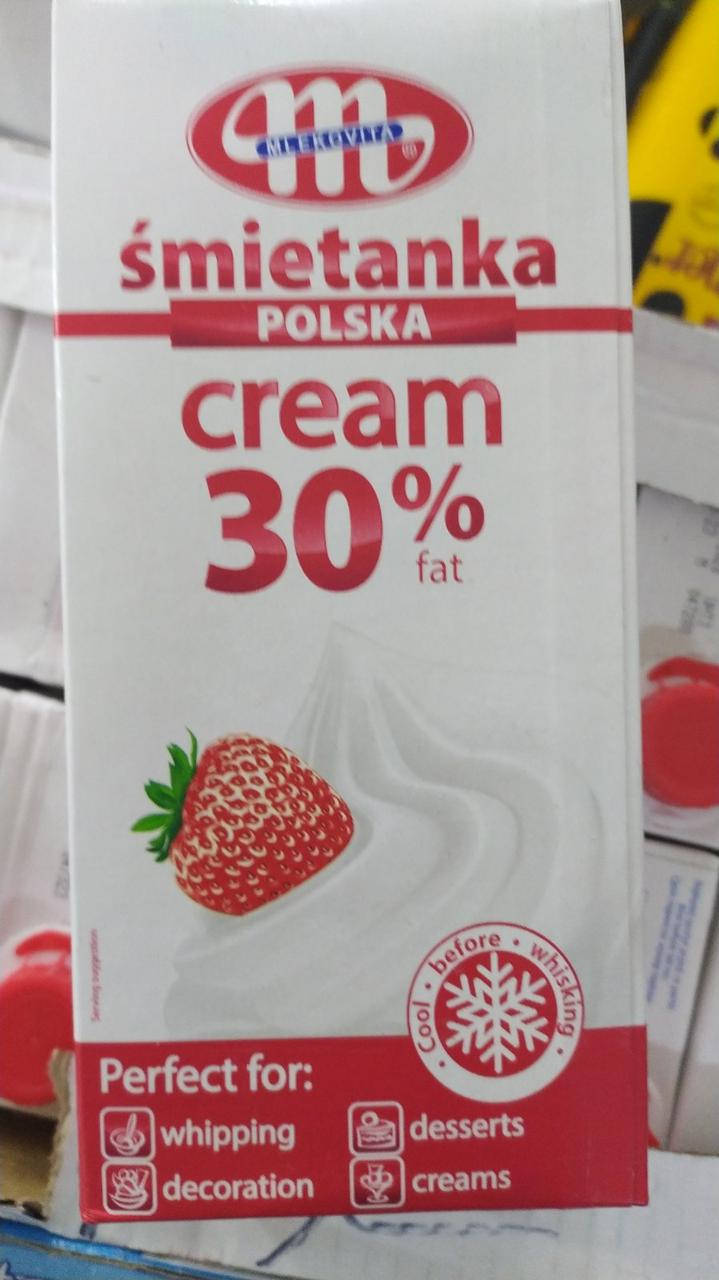 MLEKOVITA
®
śmietanka
POLSKA
cream
30%
fat
Serving suggestion
Cool • before • whisking •
Perfect for:
whipping
desserts
decoration
creams